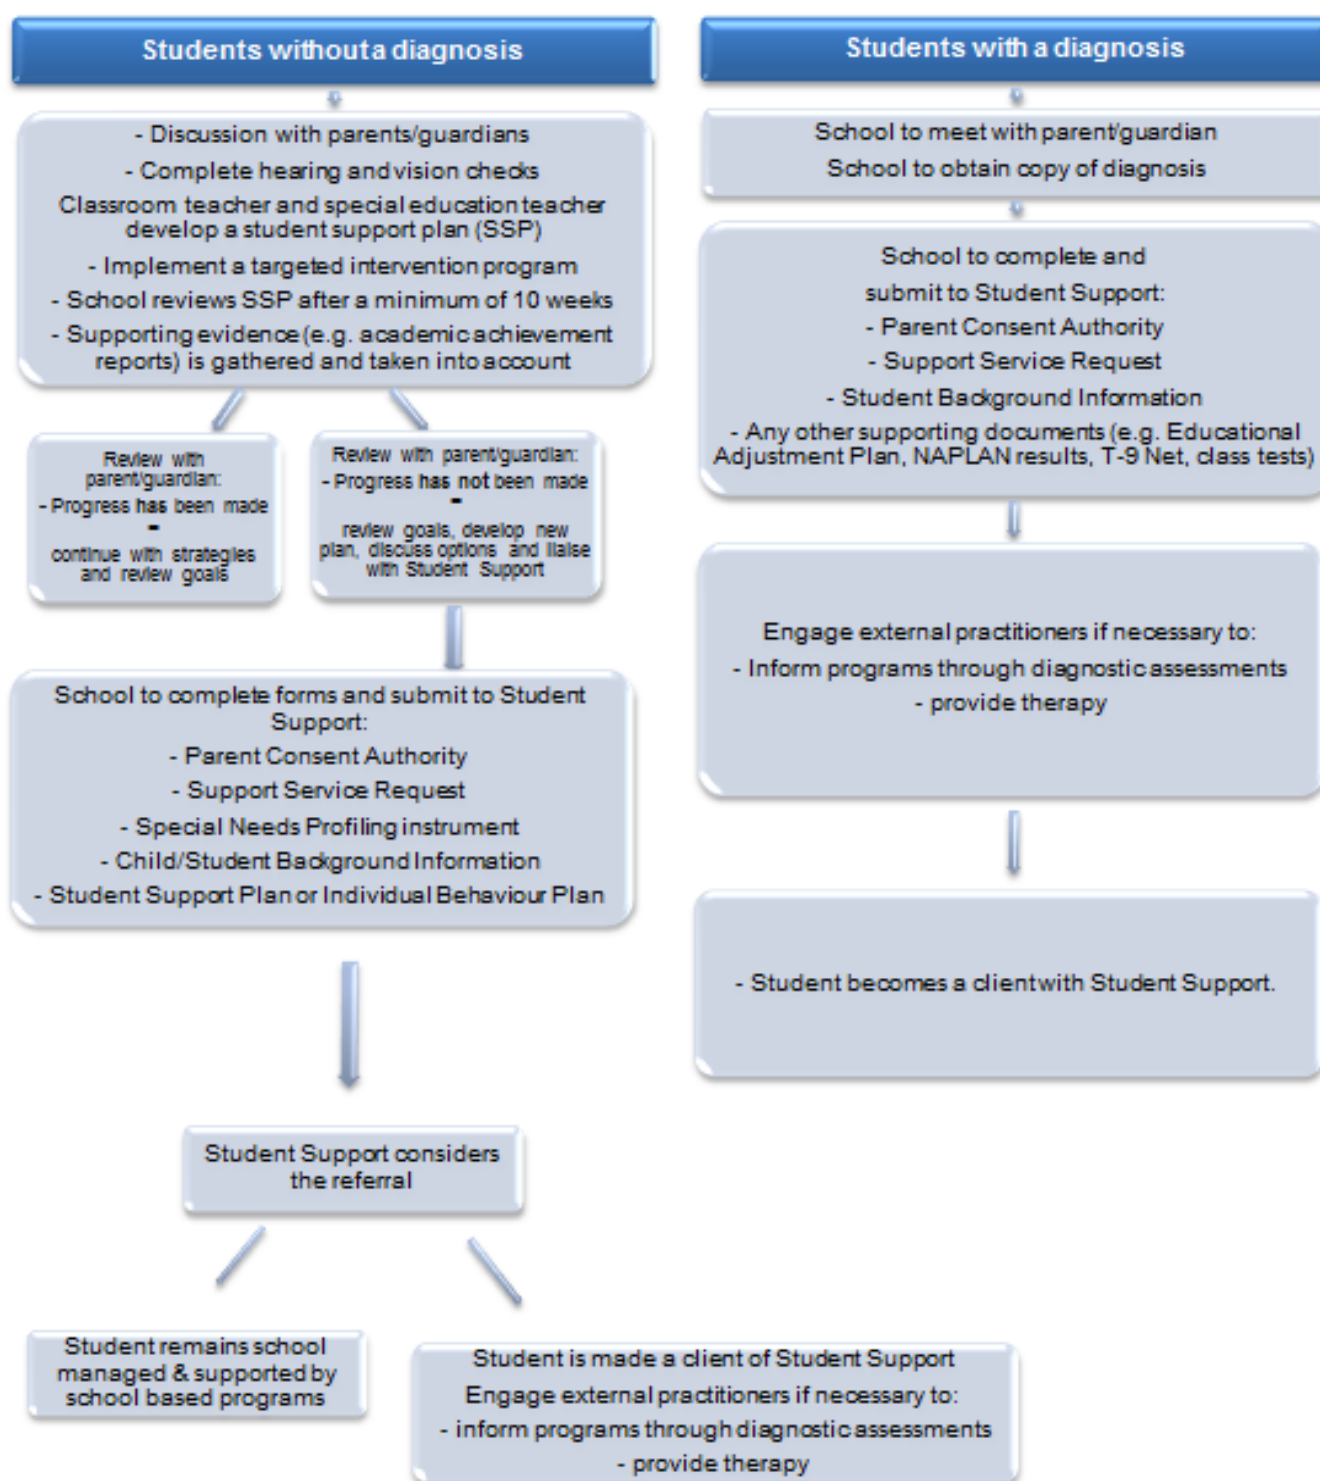 Students without a diagnosis
- Discussion with parents/guardians
- Complete hearing and vision checks
Classroom teacher and special education teacher
develop a student support plan (SSP)
- Implement a targeted intervention program
- School reviews SSP after a minimum of 10 weeks
- Supporting evidence (e.g. academic achievement
reports) is gathered and taken into account
Review with
parent/guardian:
- Progress has been made
-
continue with strategies
and review goals
Review with parent/guardian:
- Progress has not been made
-
review goals, develop new
plan, discuss options and liaise
with Student Support
School to complete forms and submit to Student
Support:
- Parent Consent Authority
- Support Service Request
- Special Needs Profiling instrument
- Child/Student Background Information
- Student Support Plan or Individual Behaviour Plan
Student Support considers
the referral
Student remains school
managed & supported by
school based programs
Student is made a client of Student Support
Engage external practitioners if necessary to:
- inform programs through diagnostic assessments
- provide therapy
Students with a diagnosis
School to meet with parent/guardian
School to obtain copy of diagnosis
School to complete and
submit to Student Support:
- Parent Consent Authority
- Support Service Request
- Student Background Information
- Any other supporting documents (e.g. Educational
Adjustment Plan, NAPLAN results, T-9 Net, class tests)
Engage external practitioners if necessary to:
- Inform programs through diagnostic assessments
- provide therapy
- Student becomes a client with Student Support.